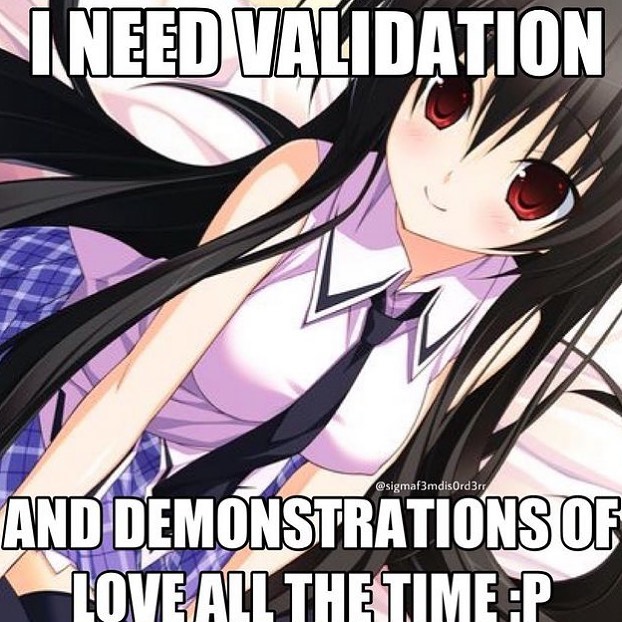 I NEED VALIDATION
@sigmaf3mdis0rd3rr
AND DEMONSTRATIONS OF
LOVE ALL THE TIME :P